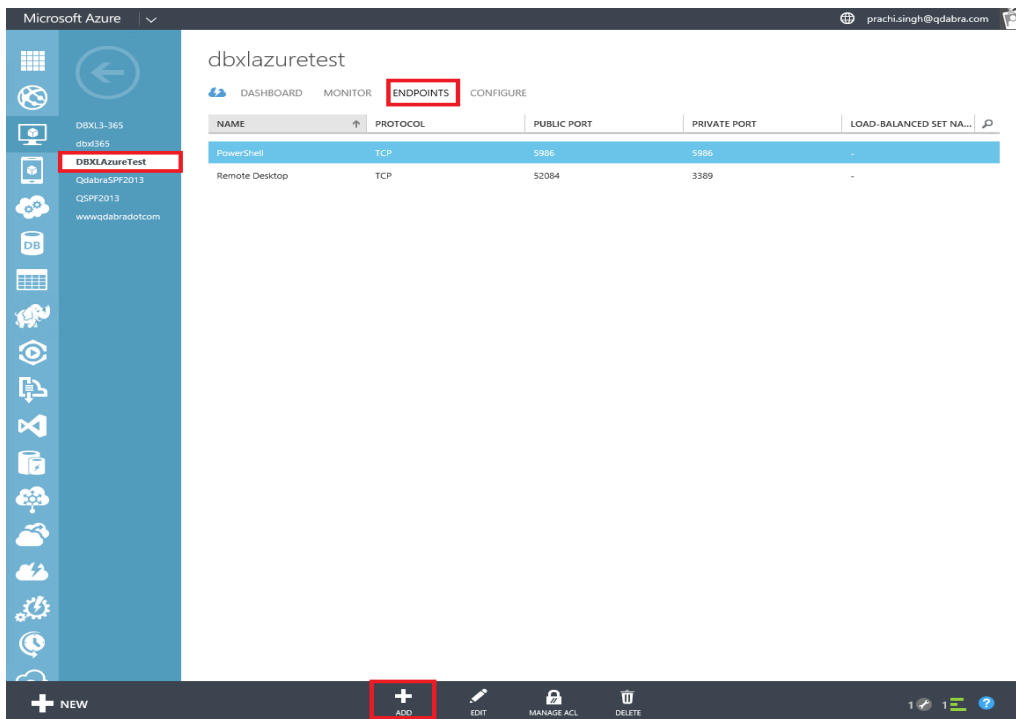 Microsoft Azure
prachi.singh@qdabra.com
DBXL3-365
dbxl365
DBXLAzureTest
QdabraSPF2013
QSPF2013
wwwqdabradotcom
DB
dbxlazuretest
DASHBOARD MONITOR ENDPOINTS CONFIGURE
NAME PROTOCOL PUBLIC PORT PRIVATE PORT LOAD-BALANCED SET NA...
PowerShell TCP 5986 5986 -
Remote Desktop TCP 52084 3389 -
NEW
ADD EDIT MANAGE ACL DELETE
1 1 ?